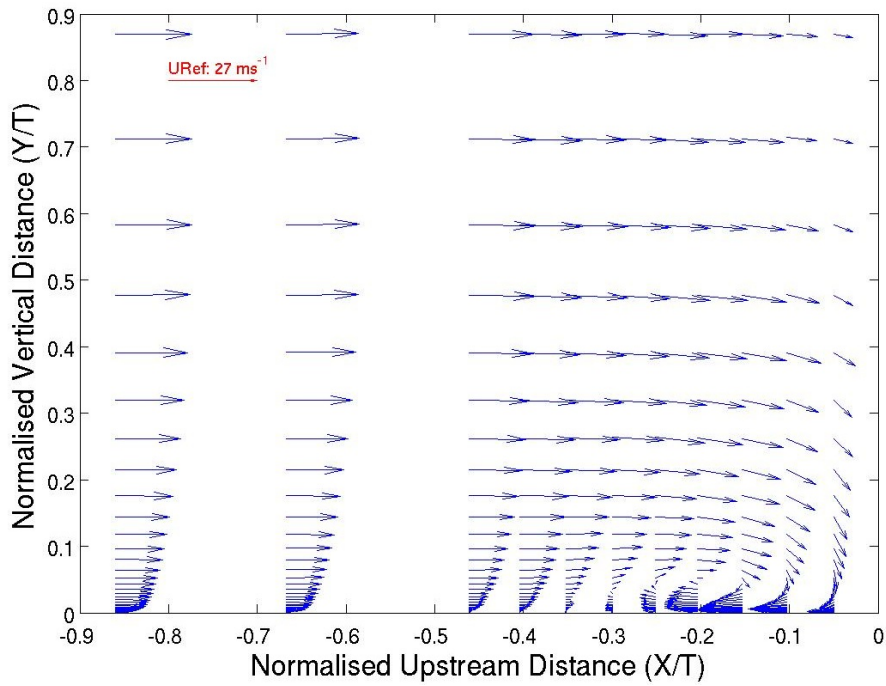 0.9
URef: 27 ms⁻¹
0.8
0.7
0.6
0.5
0.4
0.3
0.2
0.1
0
Normalised Vertical Distance (Y/T)
-0.9 -0.8 -0.7 -0.6 -0.5 -0.4 -0.3 -0.2 -0.1 0
Normalised Upstream Distance (X/T)